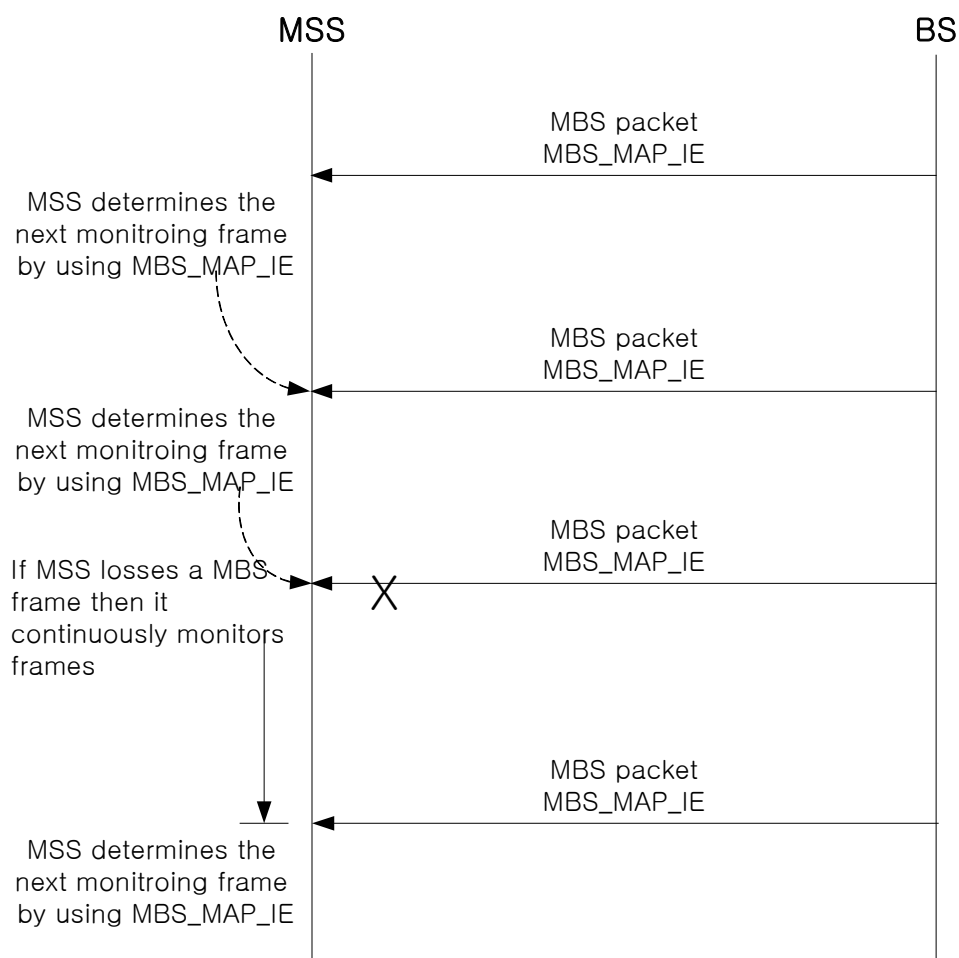 MSS
BS
MBS packet
MBS_MAP_IE
MSS determines the
next monitroing frame
by using MBS_MAP_IE
MBS packet
MBS_MAP_IE
MSS determines the
next monitroing frame
by using MBS_MAP_IE
MBS packet
MBS_MAP_IE
X
If MSS losses a MBS
frame then it
continuously monitors
frames
MBS packet
MBS_MAP_IE
MSS determines the
next monitroing frame
by using MBS_MAP_IE